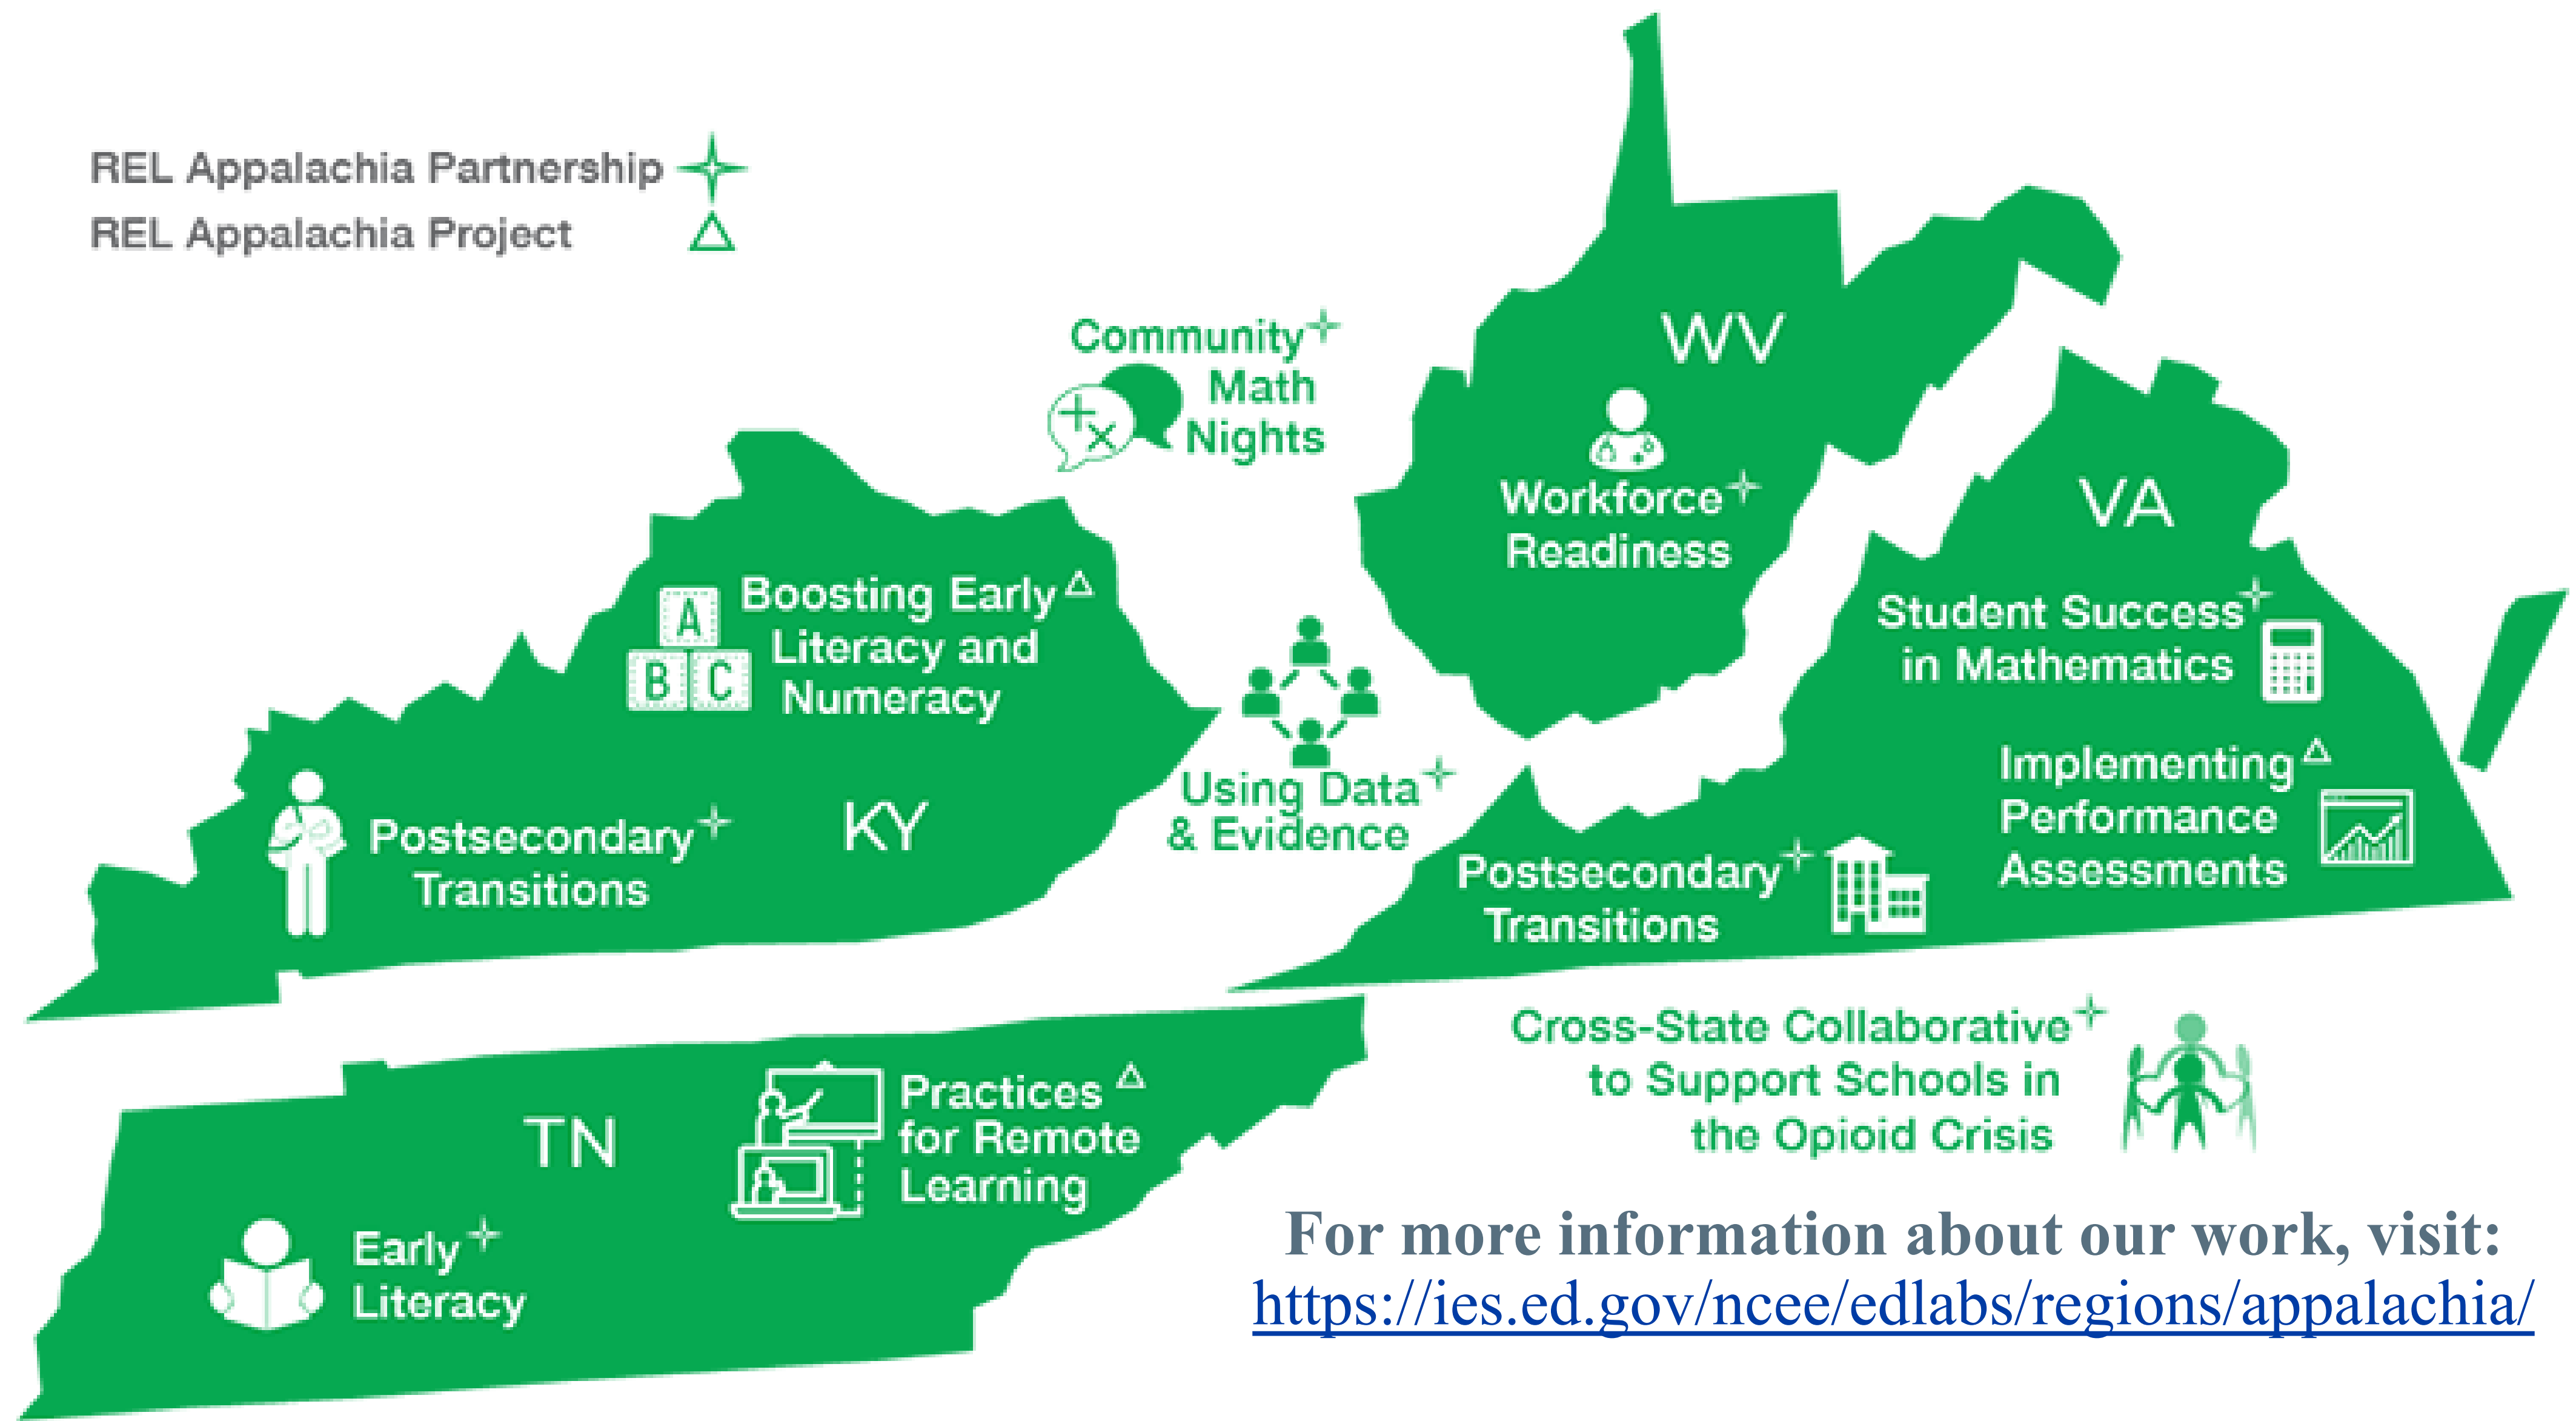 REL Appalachia Partnership
REL Appalachia Project
Community
Math
Nights
WV
Workforce
Readiness
VA
Student Success
in Mathematics
Implementing
Performance
Assessments
Postsecondary
Transitions
Boosting Early
Literacy and
Numeracy
A
B C
Postsecondary
Transitions
KY
Using Data
& Evidence
TN
Practices
for Remote
Learning
Early
Literacy
Cross-State Collaborative
to Support Schools in
the Opioid Crisis
For more information about our work, visit:
https://ies.ed.gov/ncee/edlabs/regions/appalachia/